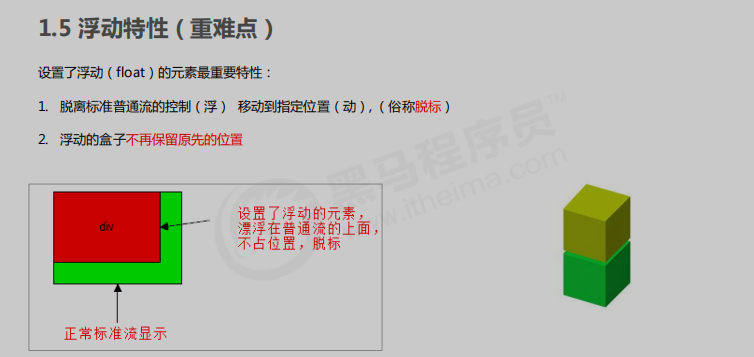 1.5 浮动特性（重难点）
设置了浮动（float）的元素最重要特性：
1. 脱离标准普通流的控制（浮） 移动到指定位置（动），（俗称脱标）
2. 浮动的盒子不再保留原先的位置
div
设置了浮动的元素，
漂浮在普通流的上面，
不占位置，脱标
正常标准流显示
黑马程序员™
www.itheima.com